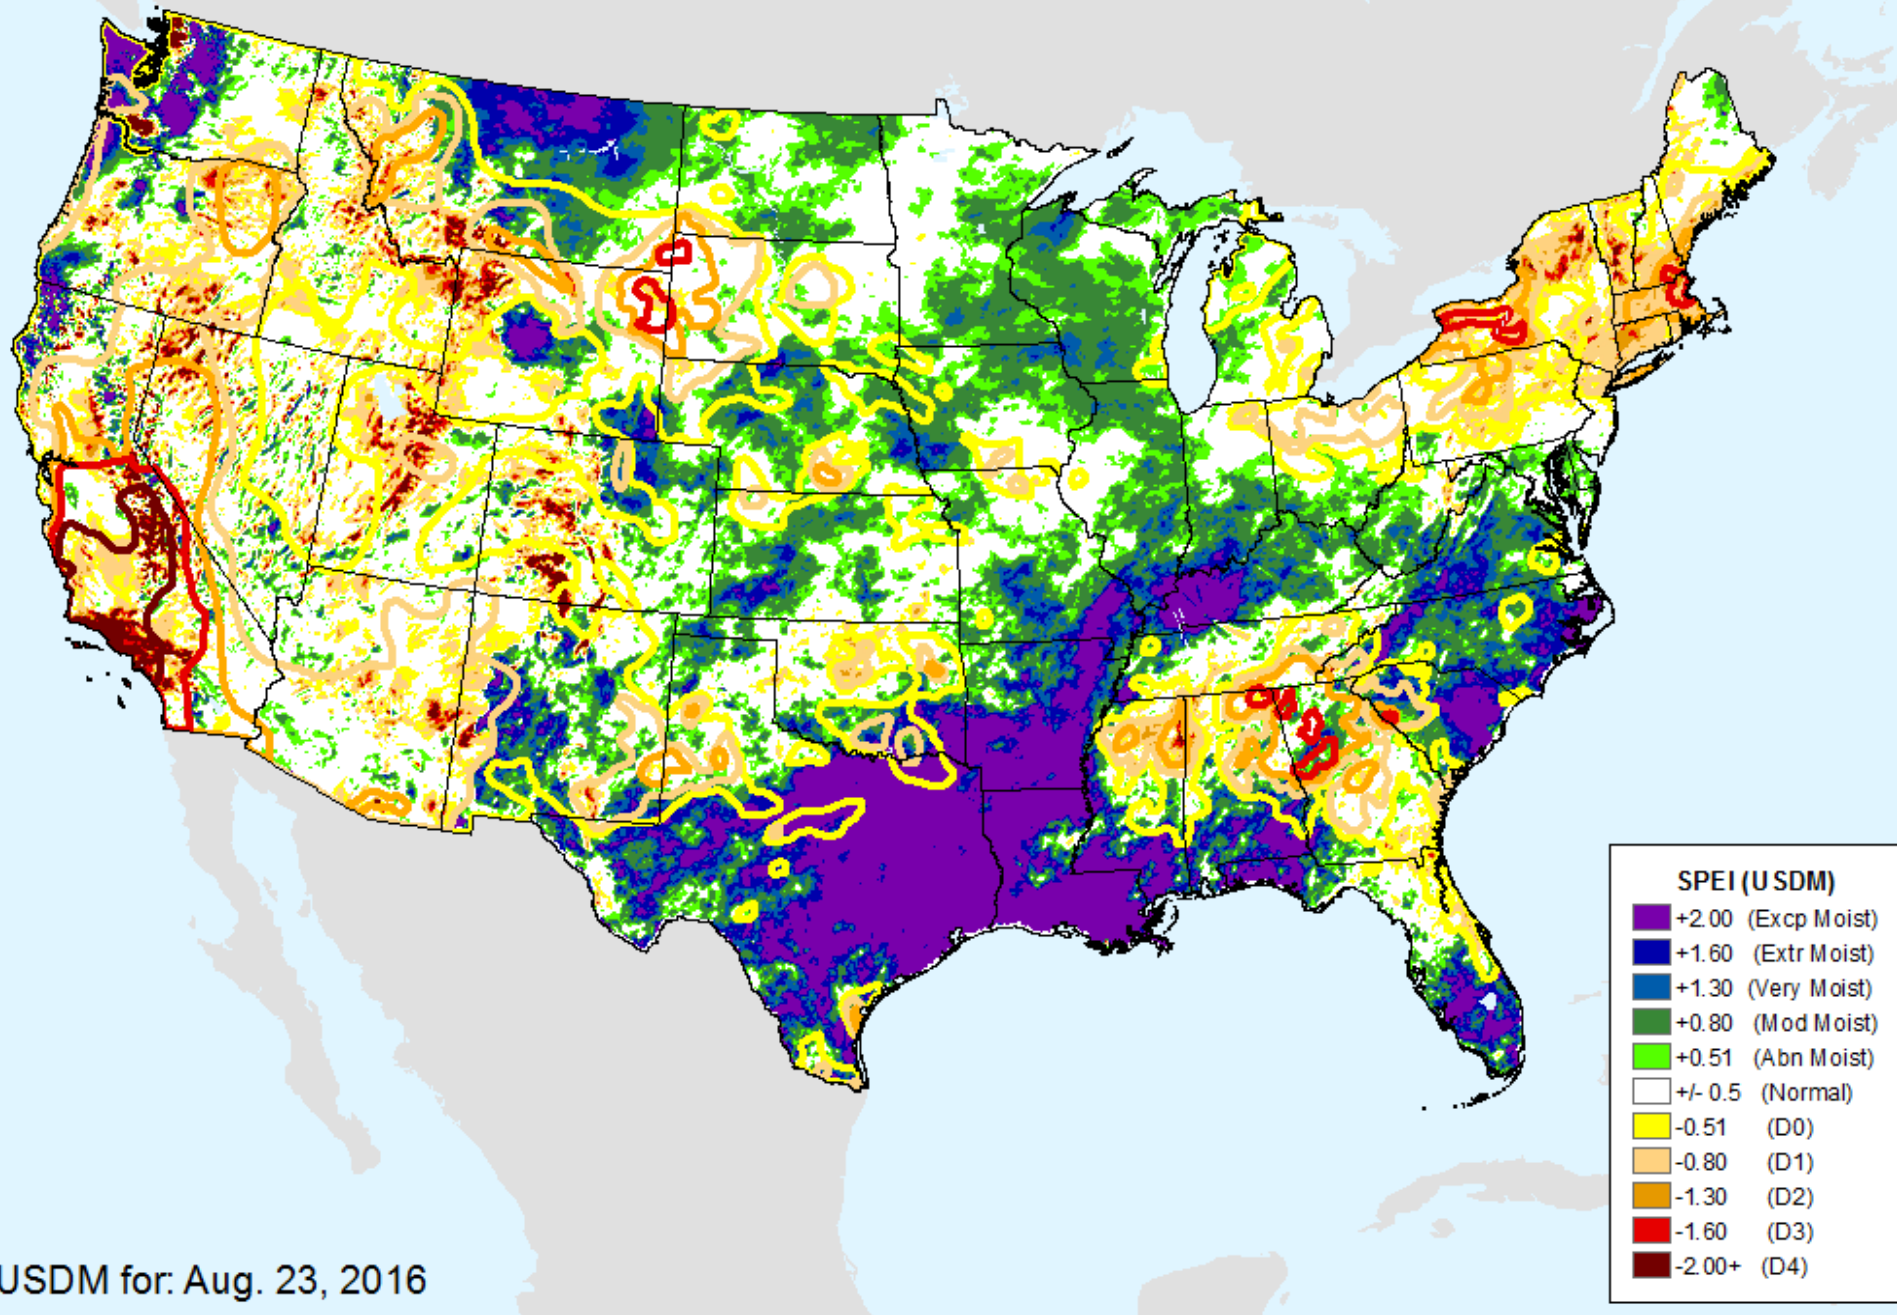 SPEI (USDM)
+2.00 (Excp Moist)
+1.60 (Extr Moist)
+1.30 (Very Moist)
+0.80 (Mod Moist)
+0.51 (Abn Moist)
+/- 0.5 (Normal)
-0.51 (D0)
-0.80 (D1)
-1.30 (D2)
-1.60 (D3)
-2.00+ (D4)
USDM for: Aug. 23, 2016